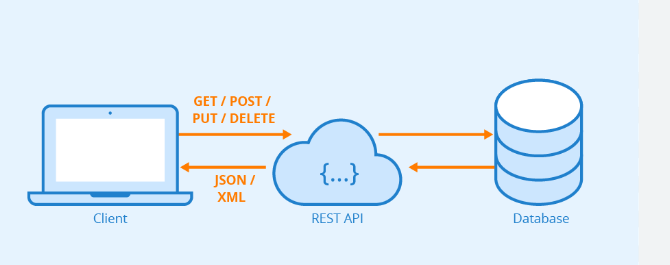 GET / POST /
PUT / DELETE
{...}
JSON /
XML
Client
REST API
Database